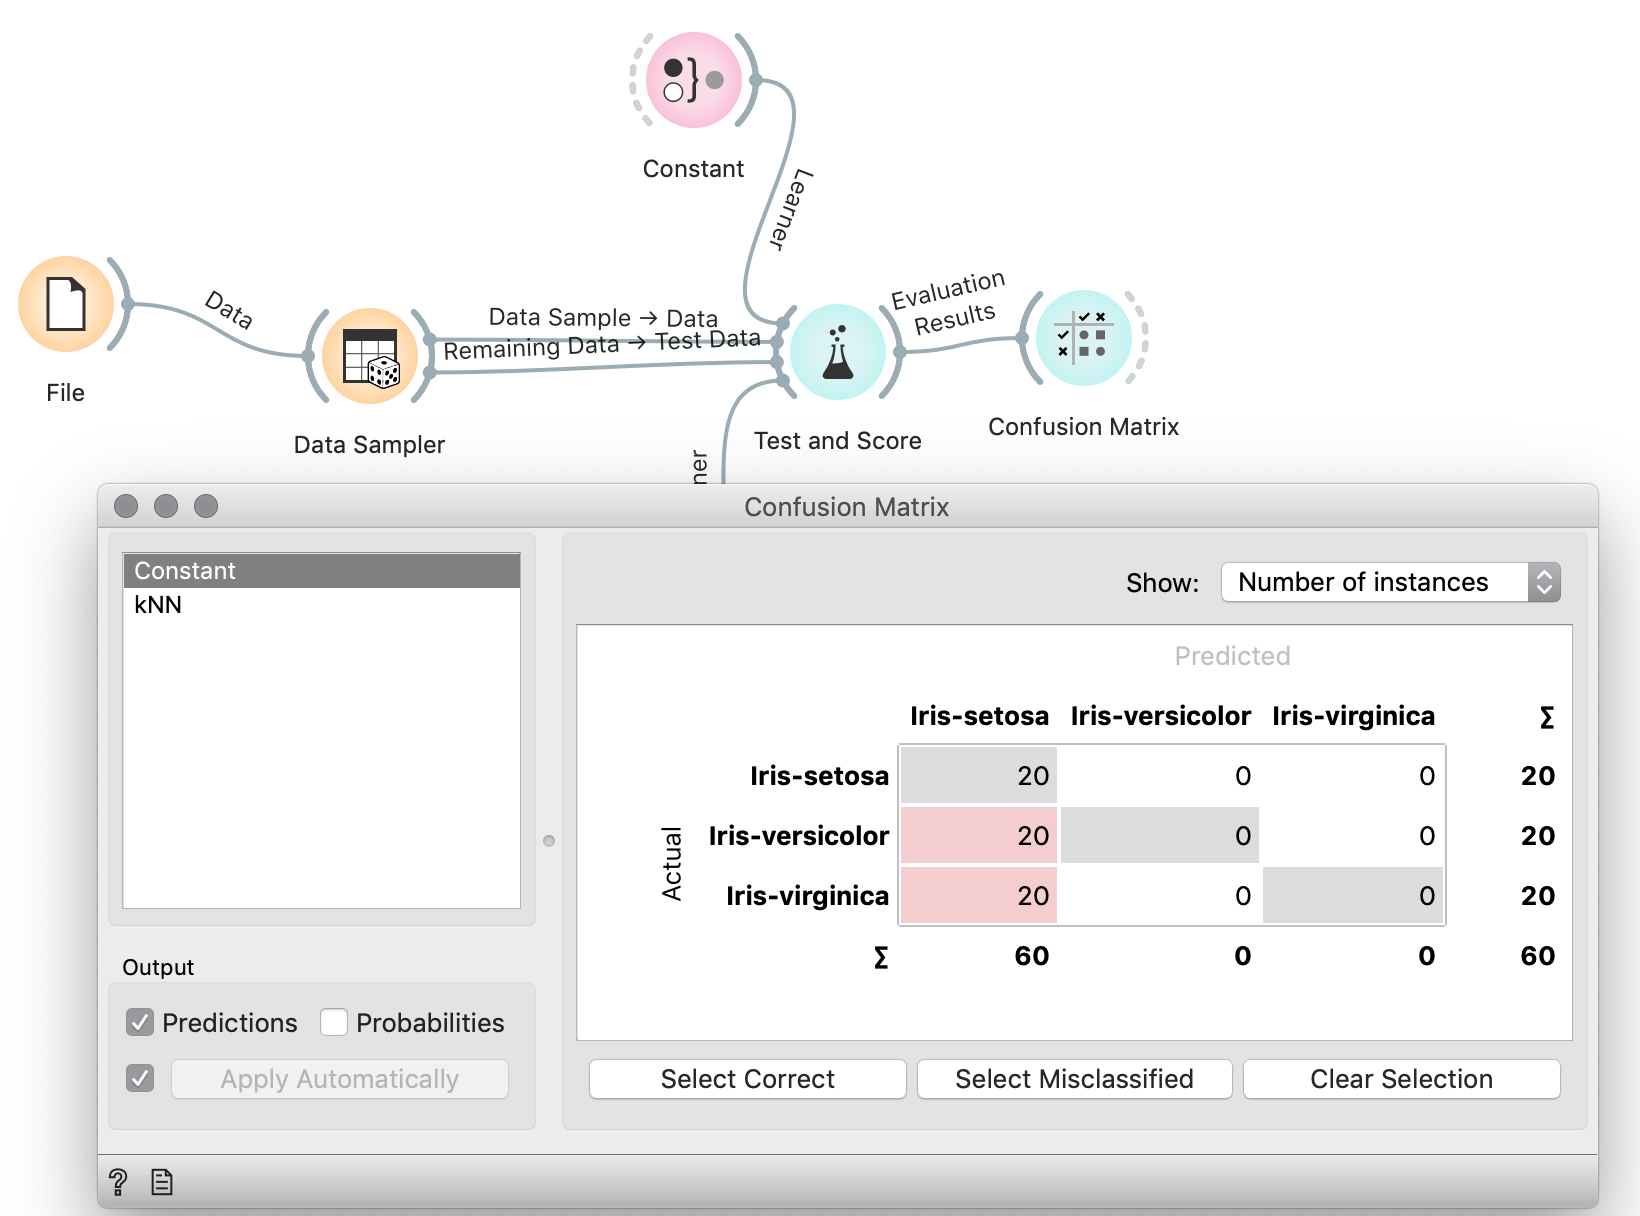 Constant
Learner
Data
Data Sample → Data
Remaining Data → Test Data
Evaluation
Results
File
Data Sampler
Test and Score
Confusion Matrix
ner
Confusion Matrix
Constant
kNN
Show: Number of instances
Predicted
Iris-setosa Iris-versicolor Iris-virginica Σ
Actual
Iris-setosa 20 0 0 20
Iris-versicolor 20 0 0 20
Iris-virginica 20 0 0 20
Σ 60 0 0 60
Output
Predictions Probabilities
Apply Automatically
Select Correct Select Misclassified Clear Selection
?